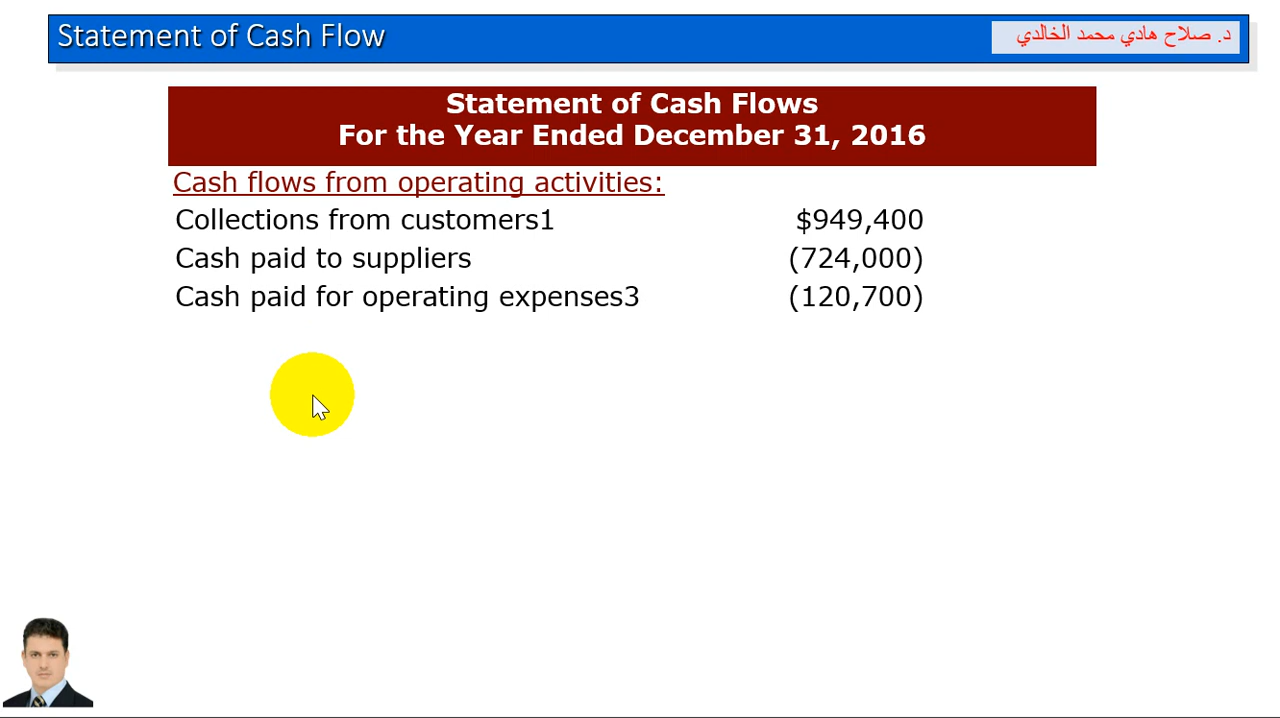 Statement of Cash Flow
د. صلاح هادي محمد الخالدي
Statement of Cash Flows
For the Year Ended December 31, 2016
Cash flows from operating activities:
Collections from customers1 $949,400
Cash paid to suppliers (724,000)
Cash paid for operating expenses3 (120,700)